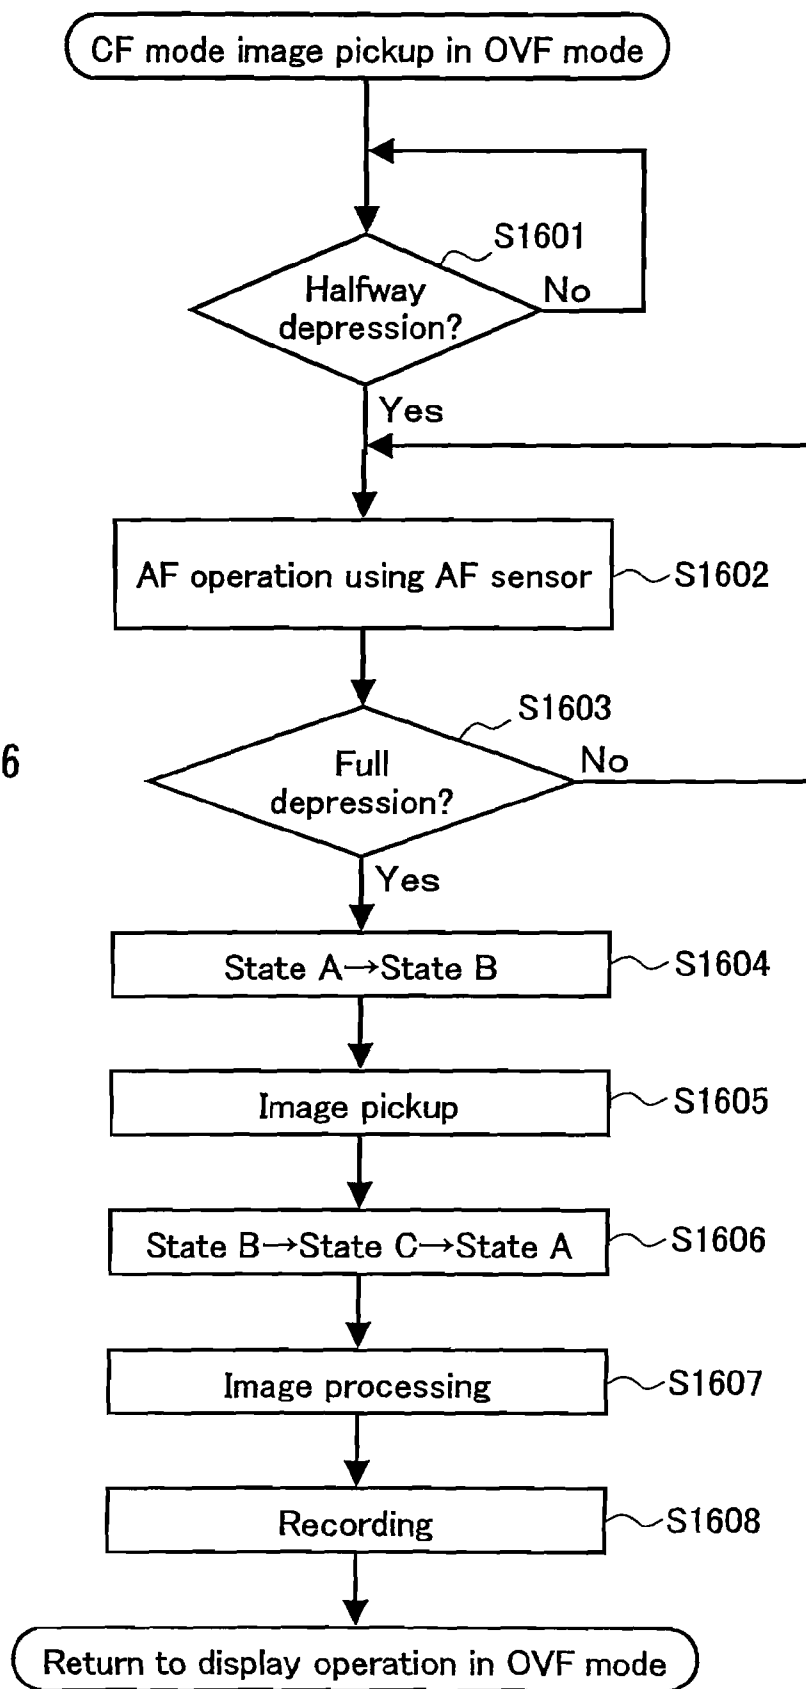 CF mode image pickup in OVF mode
S1601
Halfway
depression?
No
Yes
AF operation using AF sensor
S1602
S1603
6
Full
depression?
No
Yes
State A→State B
S1604
Image pickup
S1605
State B→State C→State A
S1606
Image processing
S1607
Recording
S1608
Return to display operation in OVF mode